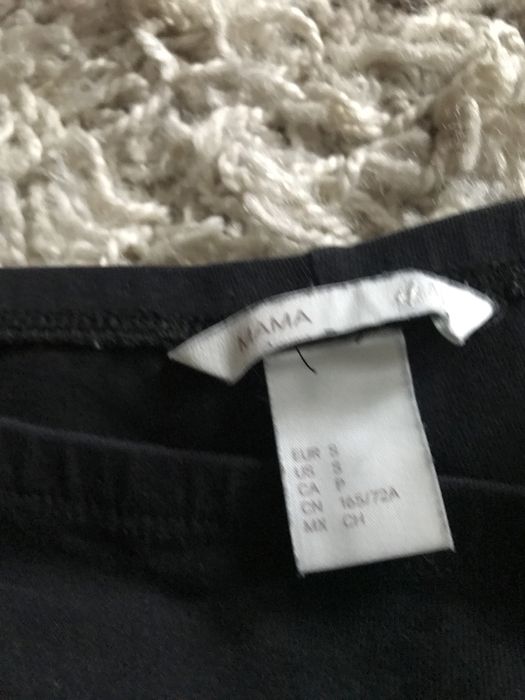 MAMA
EUR S
US S
CA P
CN 165/72A
MX CH